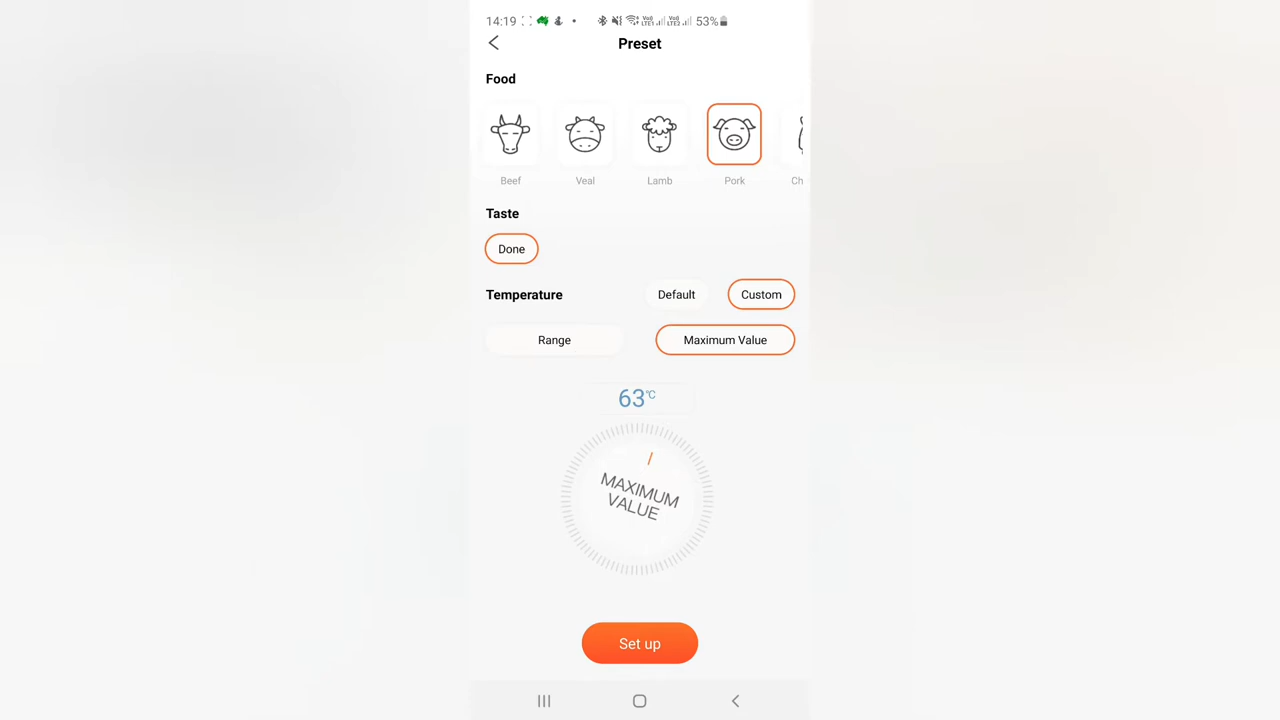 14:19 53%
Preset
Food
Beef Veal Lamb Pork Ch
Taste
Done
Temperature Default Custom
Range Maximum Value
63°C
MAXIMUM
VALUE
Set up